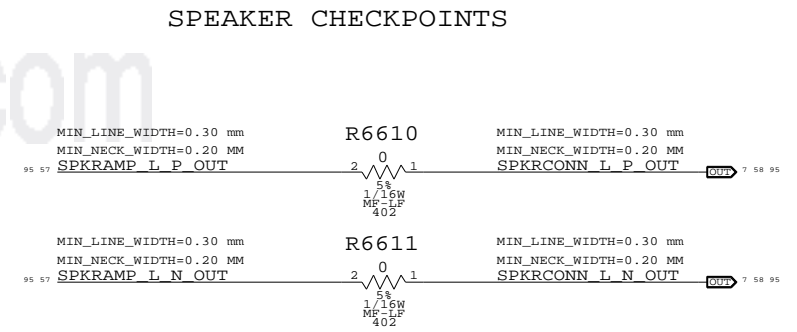 SPEAKER CHECKPOINTS
com
MIN_LINE_WIDTH=0.30 mm
MIN_NECK_WIDTH=0.20 MM
95 57 SPKRAMP_L_P_OUT
R6610
0
2 1
5%
1/16W
MF-LF
402
MIN_LINE_WIDTH=0.30 mm
MIN_NECK_WIDTH=0.20 MM
SPKRCONN_L_P_OUT
OUT 7 58 95
MIN_LINE_WIDTH=0.30 mm
MIN_NECK_WIDTH=0.20 MM
95 57 SPKRAMP_L_N_OUT
R6611
0
2 1
5%
1/16W
MF-LF
402
MIN_LINE_WIDTH=0.30 mm
MIN_NECK_WIDTH=0.20 MM
SPKRCONN_L_N_OUT
OUT 7 58 95